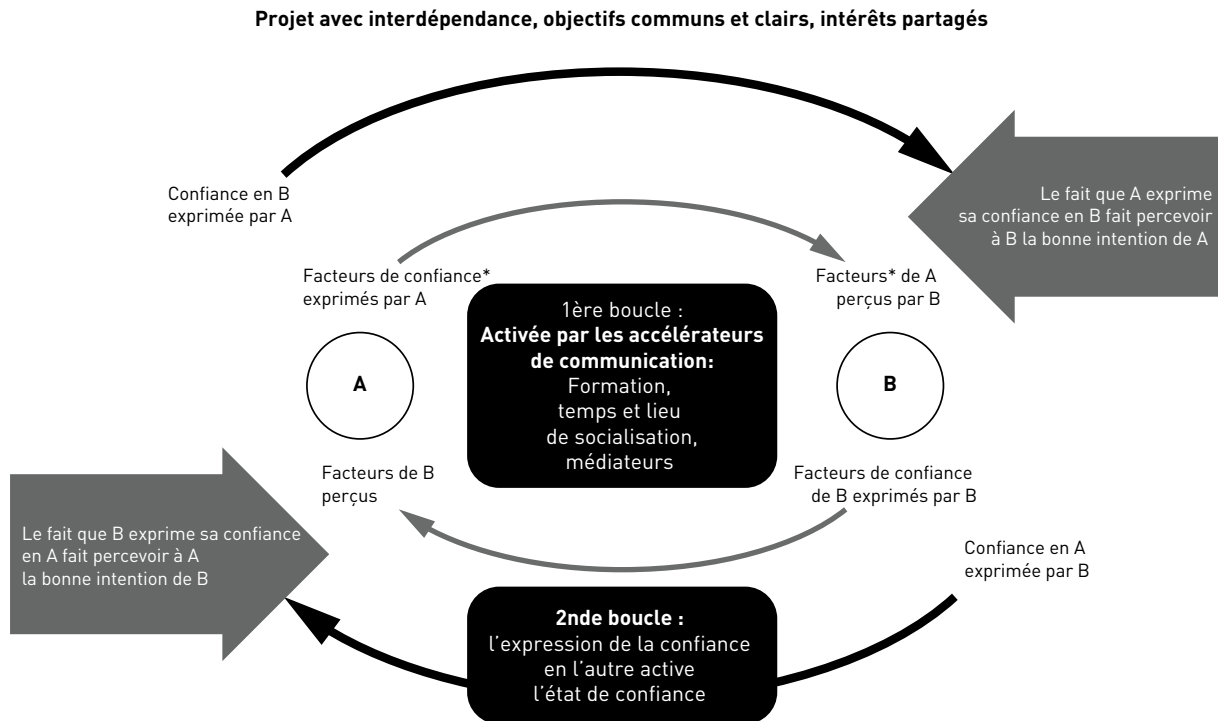 Projet avec interdépendance, objectifs communs et clairs, intérêts partagés
Confiance en B
exprimée par A
Le fait que A exprime
sa confiance en B fait percevoir
à B la bonne intention de A
Facteurs de confiance*
exprimés par A
Facteurs* de A
perçus par B
1ère boucle :
Activée par les accélérateurs
de communication:
Formation,
temps et lieu
de socialisation,
médiateurs
A
B
Facteurs de B
perçus
Facteurs de confiance
de B exprimés par B
Le fait que B exprime sa confiance
en A fait percevoir à A
la bonne intention de B
Confiance en A
exprimée par B
2nde boucle :
l'expression de la confiance
en l'autre active
l'état de confiance